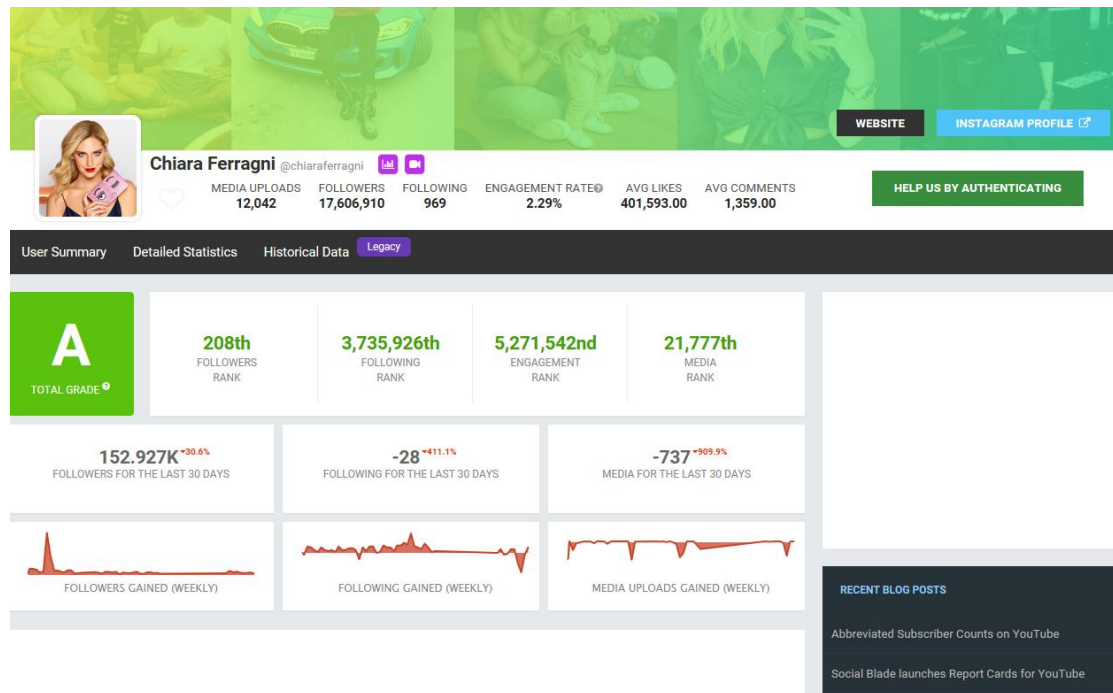 WEBSITE
INSTAGRAM PROFILE
Chiara Ferragni @chiaraferragni
MEDIA UPLOADS FOLLOWERS FOLLOWING ENGAGEMENT RATE AVG LIKES AVG COMMENTS
12,042 17,606,910 969 2.29% 401,593.00 1,359.00
HELP US BY AUTHENTICATING
User Summary Detailed Statistics Historical Data Legacy
A
TOTAL GRADE
208th 3,735,926th 5,271,542nd 21,777th
FOLLOWERS FOLLOWING ENGAGEMENT MEDIA
RANK RANK RANK RANK
152.927K -30.6% -28 -411.1% -737 -909.9%
FOLLOWERS FOR THE LAST 30 DAYS FOLLOWING FOR THE LAST 30 DAYS MEDIA FOR THE LAST 30 DAYS
FOLLOWERS GAINED (WEEKLY) FOLLOWING GAINED (WEEKLY) MEDIA UPLOADS GAINED (WEEKLY)
RECENT BLOG POSTS
Abbreviated Subscriber Counts on YouTube
Social Blade launches Report Cards for YouTube